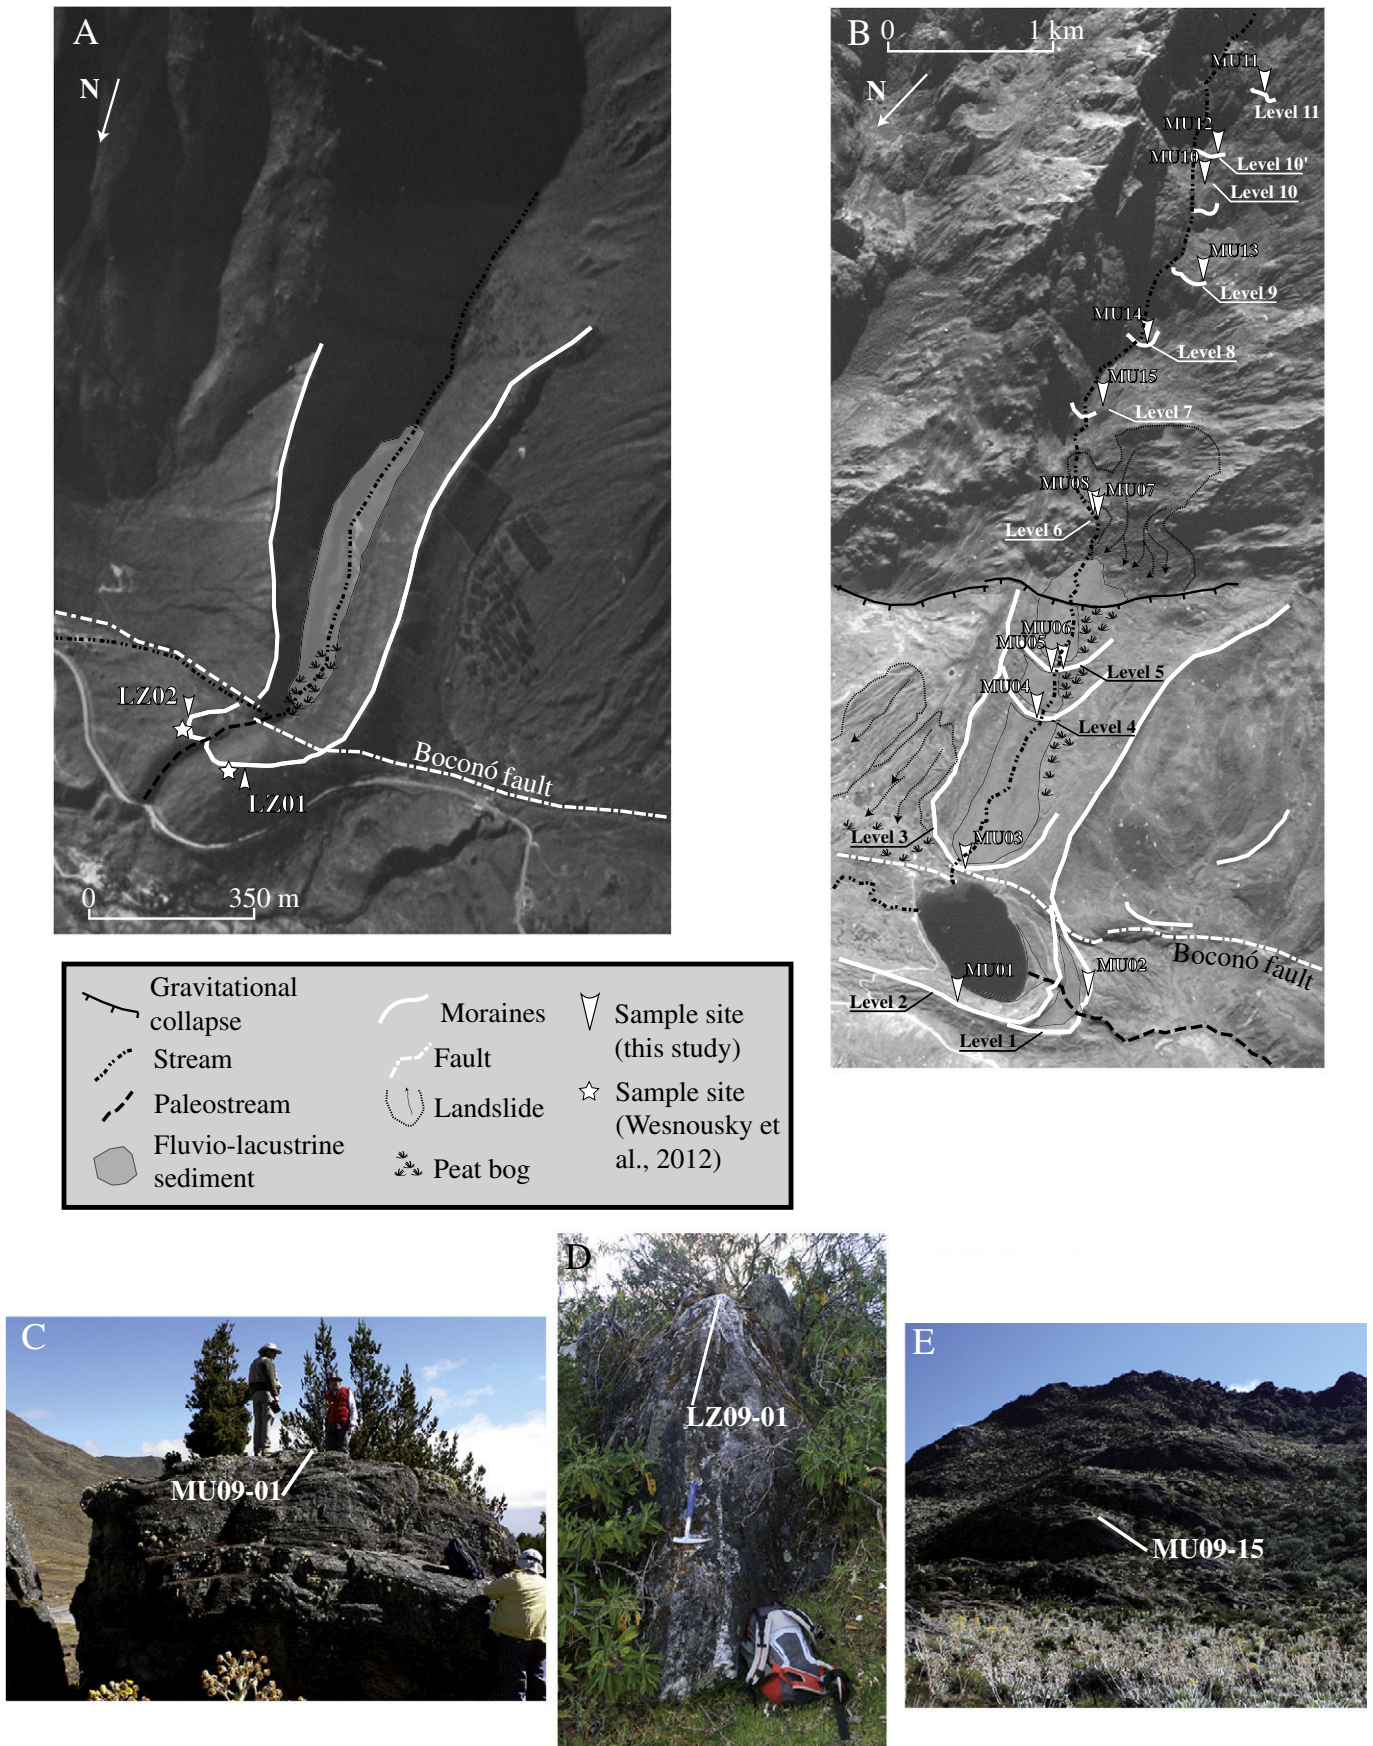 A
N
LZ02
LZ01
Boconó fault
0 350 m
B
0 1 km
N
MU11
Level 11
MU12
MU10
Level 10'
Level 10
MU13
Level 9
MU14
Level 8
MU15
Level 7
MU08
MU07
Level 6
MU06
MU05
Level 5
MU04
Level 4
Level 3
MU03
Boconó fault
MU01
MU02
Level 2
Level 1
Gravitational
collapse
Stream
Paleostream
Fluvio-lacustrine
sediment
Moraines
Fault
Landslide
Peat bog
Sample site
(this study)
Sample site
(Wesnousky et
al., 2012)
C
MU09-01
D
LZ09-01
E
MU09-15